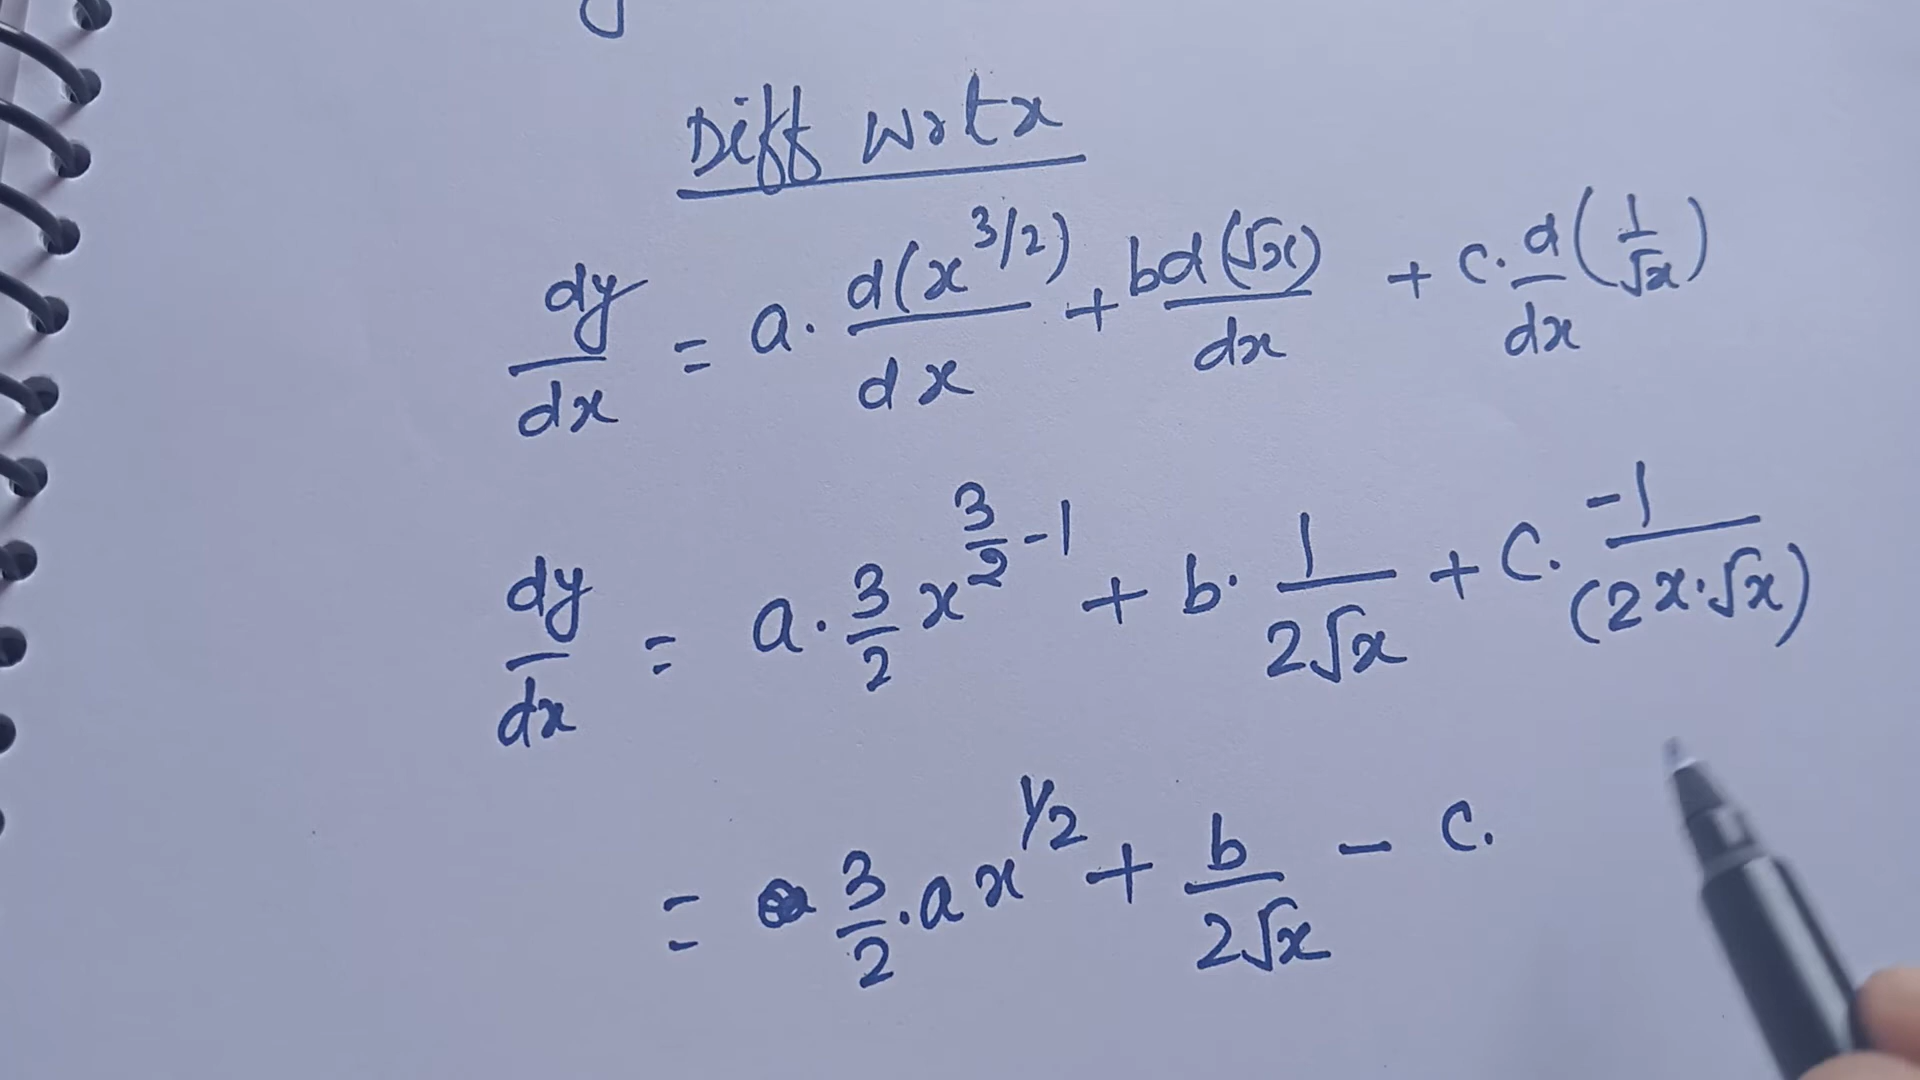 Diff wrt x
dy/dx = a. d(x^3/2)/dx + b d(√x)/dx + c. d/dx (1/√x)
dy/dx = a. 3/2 x^(3/2 - 1) + b. 1/2√x + C. -1/(2x.√x)
= 3/2 . a x^1/2 + b/2√x - C.